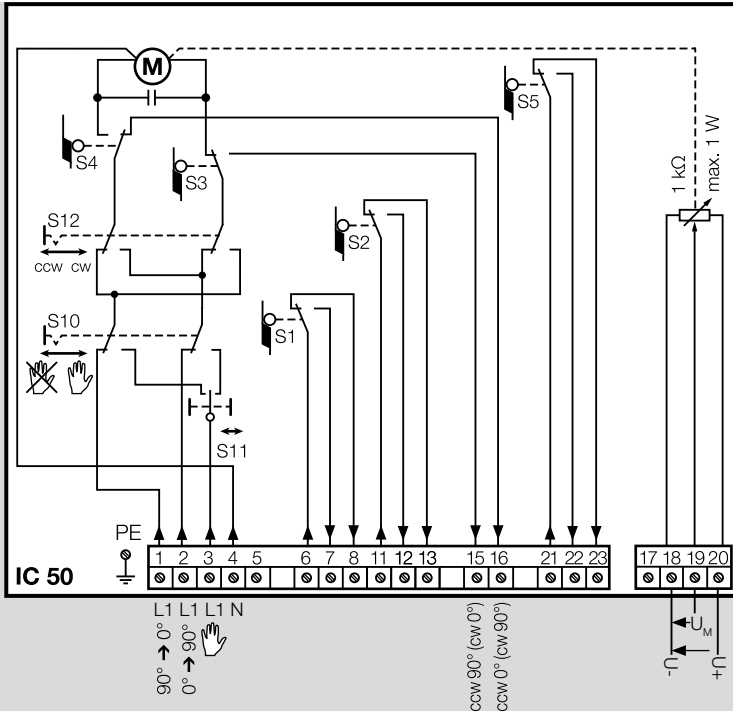 M
S4
S3
S5
1 kΩ
max. 1 W
S12
ccw cw
S2
S10
S1
S11
PE
IC 50
1 2 3 4 5 6 7 8 11 12 13 15 16 21 22 23 17 18 19 20
L1 L1 L1 N
90° ➔ 0°
0° ➔ 90°
ccw 90° (cw 0°)
ccw 0° (cw 90°)
UM
-U
+U